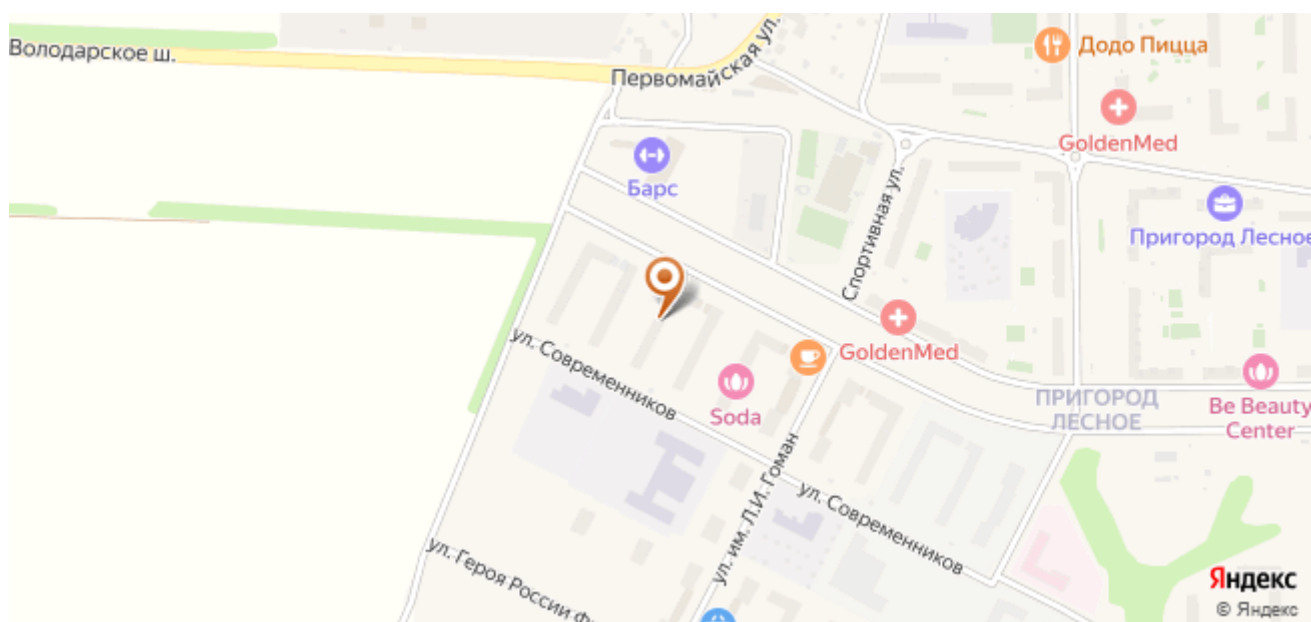 Володарское ш.
Первомайская ул.
Додо Пицца
GoldenMed
Барс
Спортивная ул.
Пригород Лесное
GoldenMed
ул. Современников
Soda
ПРИГОРОД
ЛЕСНОЕ
Be Beauty
Center
ул. им. Л.И. Гоман
ул. Современников
ул. Героя России
Яндекс
© Яндекс